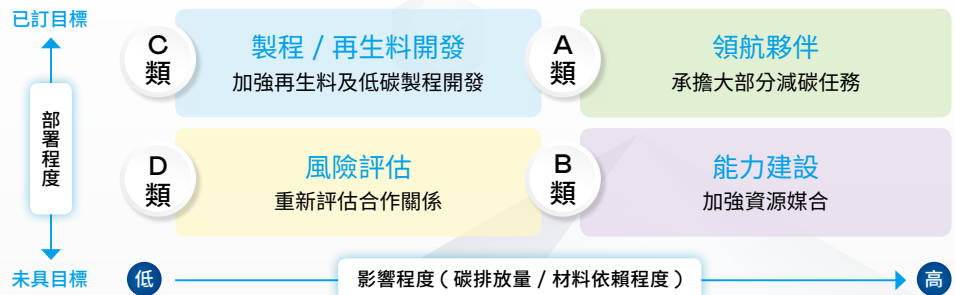 已訂目標
部署程度
未具目標
C類
製程 / 再生料開發
加強再生料及低碳製程開發
A類
領航夥伴
承擔大部分減碳任務
D類
風險評估
重新評估合作關係
B類
能力建設
加強資源媒合
低
影響程度 ( 碳排放量 / 材料依賴程度 )
高